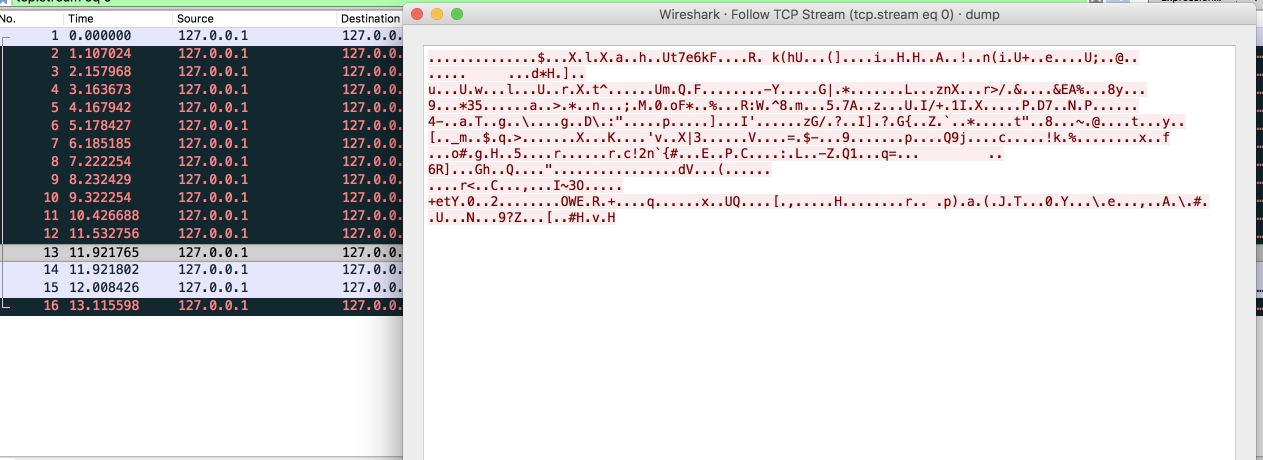 No. Time Source Destination
Wireshark · Follow TCP Stream (tcp.stream eq 0) · dump
1 0.000000 127.0.0.1 127.0.0.
2 1.107024 127.0.0.1 127.0.0.
3 2.157968 127.0.0.1 127.0.0.
4 3.163673 127.0.0.1 127.0.0.
5 4.167942 127.0.0.1 127.0.0.
6 5.178427 127.0.0.1 127.0.0.
7 6.185185 127.0.0.1 127.0.0.
8 7.222254 127.0.0.1 127.0.0.
9 8.232429 127.0.0.1 127.0.0.
10 9.322254 127.0.0.1 127.0.0.
11 10.426688 127.0.0.1 127.0.0.
12 11.532756 127.0.0.1 127.0.0.
13 11.921765 127.0.0.1 127.0.0.
14 11.921802 127.0.0.1 127.0.0.
15 12.008426 127.0.0.1 127.0.0.
16 13.115598 127.0.0.1 127.0.0.
..............$...X.l.X.a..h..Ut7e6kF....R. k(hU...(]....i..H.H..A..!..n(i.U+..e....U;..@..
..... ...d*H.]..
u...U.w...l...U..r.X.t^......Um.Q.F........-Y.....G|.*.......L...znX...r>/.&....&EA%...8y...
9...*35......a..>.*..n...;.M.0.oF*..%...R:W.^8.m...5.7A..z...U.I/+.1I.X.....P.D7..N.P......
4-..a.T..g..\....g..D\.:".....p.....]...I'......zG/.?..I].?.G{..Z.`..*.....t"..8...~.@....t...y..
[.._m..$.q.>.......X...K....'v..X|3......V....=.$-...9.......p....Q9j....c.....!k.%........x..f
...o#.g.H..5....r......r.c!2n`{#...E..P.C....:.L..-Z.Q1...q=... ..
6R]...Gh..Q...."................dV...(......
....r<..C...,...I~3O.....
+etY.0..2........OWE.R.+....q......x..UQ....[.,.....H........r.. .p).a.(.J.T...0.Y...\.e...,..A.\.#.
.U...N...9?Z...[..#H.v.H